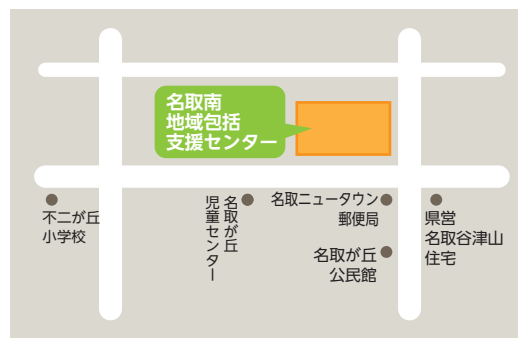 名取南
地域包括
支援センター
不二が丘
小学校
名取が丘
児童センター
名取ニュータウン
郵便局
名取が丘
公民館
県営
名取谷津山
住宅